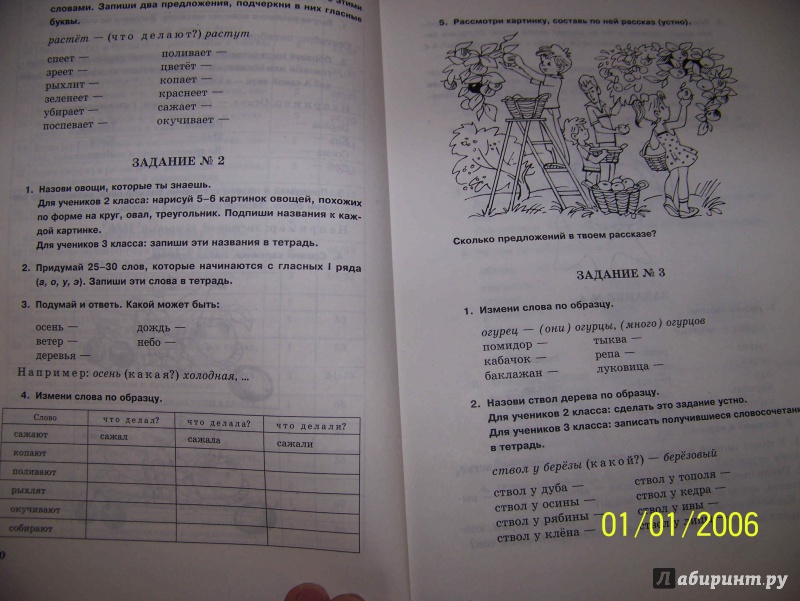 этими
словами. Запиши два предложения, подчеркни в них гласные
буквы.
растёт — (что делают?) растут
спеет —
зреет —
рыхлит —
зеленеет —
убирает —
поспевает —
поливает —
цветёт —
копает —
краснеет —
сажает —
окучивает —
ЗАДАНИЕ № 2
1. Назови овощи, которые ты знаешь.
Для учеников 2 класса: нарисуй 5–6 картинок овощей, похожих
по форме на круг, овал, треугольник. Подпиши названия к каж-
дой картинке.
Для учеников 3 класса: запиши эти названия в тетрадь.
2. Придумай 25–30 слов, которые начинаются с гласных I ряда
(а, о, у, э). Запиши эти слова в тетрадь.
3. Подумай и ответь. Какой может быть:
осень —
ветер —
деревья —
дождь —
небо —
Например: осень (какая?) холодная, ...
4. Измени слова по образцу.
Слово что делал? что делала? что делали?
сажают сажал сажала сажали
копают
поливают
рыхлят
окучивают
собирают
0
5. Рассмотри картинку, составь по ней рассказ (устно).
Сколько предложений в твоем рассказе?
ЗАДАНИЕ № 3
1. Измени слова по образцу.
огурец — (они) огурцы, (много) огурцов
помидор —
кабачок —
баклажан —
тыква —
репа —
луковица —
2. Назови ствол дерева по образцу.
Для учеников 2 класса: сделать это задание устно.
Для учеников 3 класса: записать получившиеся словосочетан
в тетрадь.
ствол у берёзы (какой?) — берёзовый
ствол у дуба —
ствол у осины —
ствол у рябины —
ствол у клёна —
ствол у тополя —
ствол у кедра —
ствол у ивы —
ствол у
01/01/2006
Лабиринт.ру